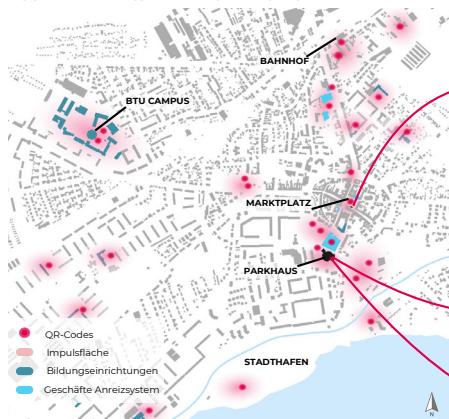 BAHNHOF
BTU CAMPUS
MARKTPLATZ
PARKHAUS
STADTHAFEN
QR-Codes
Impulsfläche
Bildungseinrichtungen
Geschäfte Anreizsystem
N